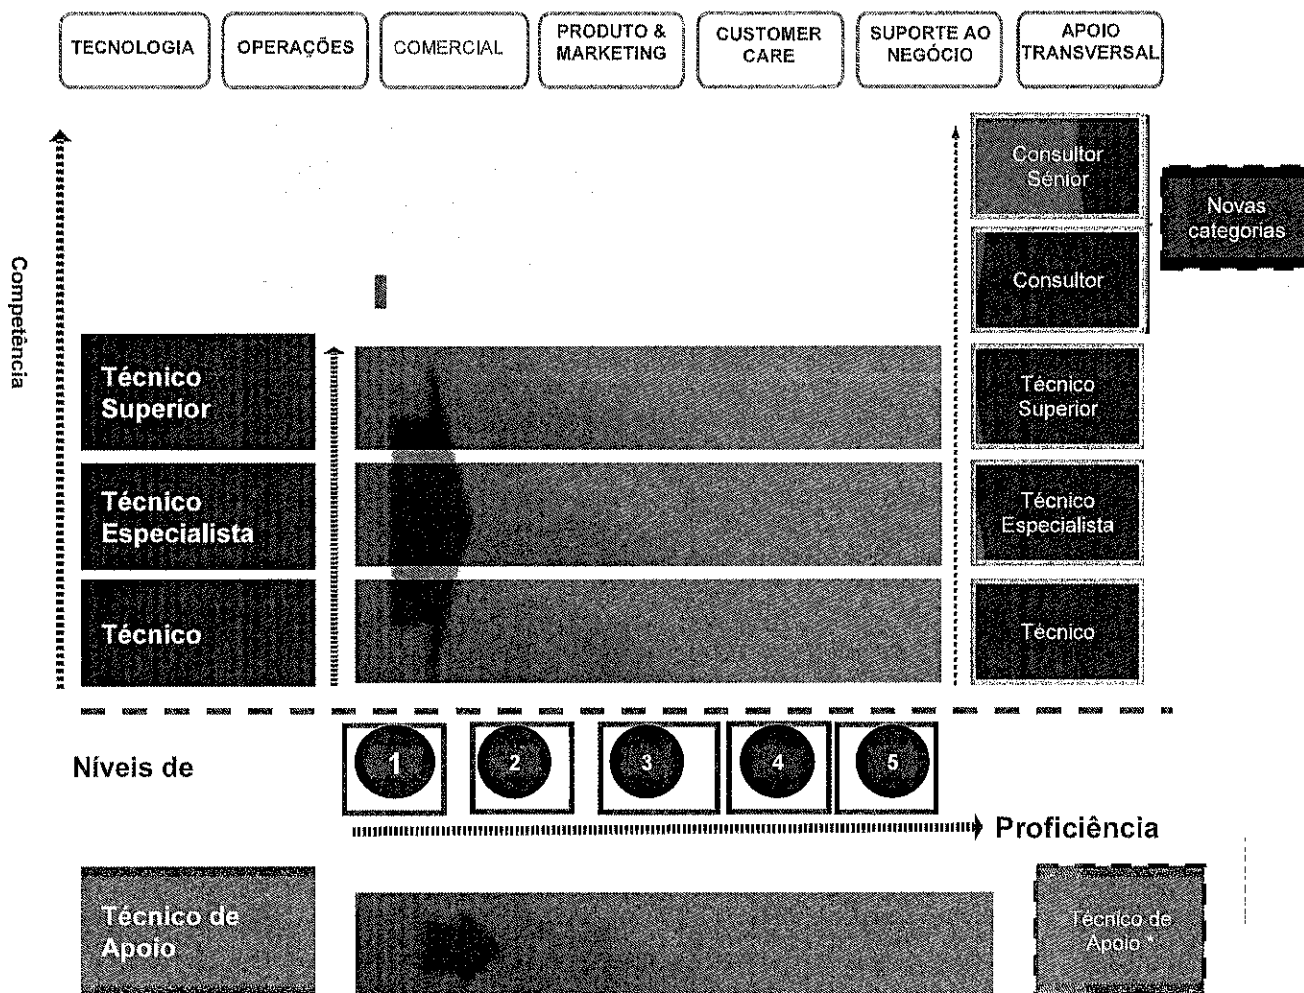 TECNOLOGIA
OPERAÇÕES
COMERCIAL
PRODUTO &
MARKETING
CUSTOMER
CARE
SUPORTE AO
NEGÓCIO
APOIO
TRANSVERSAL
Competência
Consultor
Sénior
Novas
categorias
Consultor
Técnico
Superior
Técnico
Superior
Técnico
Especialista
Técnico
Especialista
Técnico
Técnico
Níveis de
1
2
3
4
5
Proficiência
Técnico de
Apoio
Técnico de
Apoio *